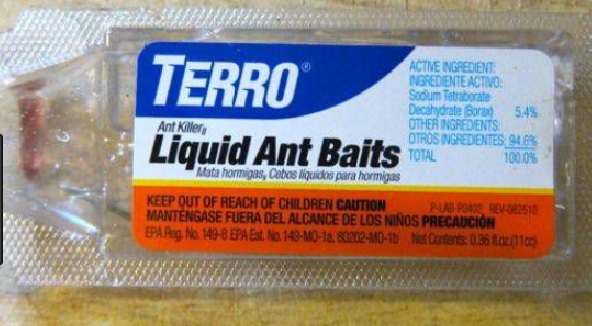 TERRO®
Ant Killer
Liquid Ant Baits
Mata hormigas, Cebos líquidos para hormigas
ACTIVE INGREDIENT:
INGREDIENTE ACTIVO:
Sodium Tetraborate
Decahydrate (Borax) 5.4%
OTHER INGREDIENTS:
OTROS INGREDIENTES: 94.6%
TOTAL 100.0%
KEEP OUT OF REACH OF CHILDREN CAUTION
MANTÉNGASE FUERA DEL ALCANCE DE LOS NIÑOS PRECAUCIÓN
EPA Reg. No. 149-8 EPA Est. No. 149-MO-1a, 80202-MO-1b Net Contents: 0.36 fl.oz.(11cc)